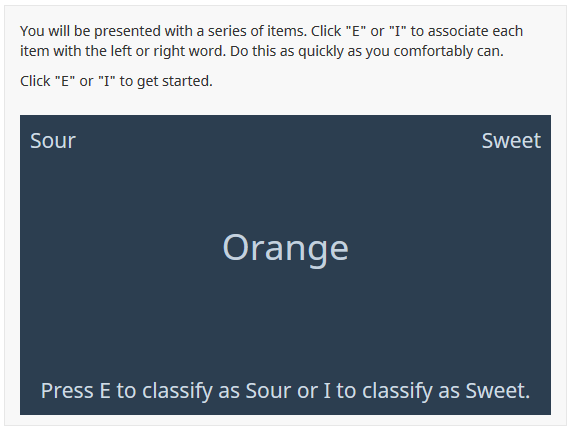 You will be presented with a series of items. Click "E" or "I" to associate each
item with the left or right word. Do this as quickly as you comfortably can.
Click "E" or "I" to get started.
Sour
Sweet
Orange
Press E to classify as Sour or I to classify as Sweet.